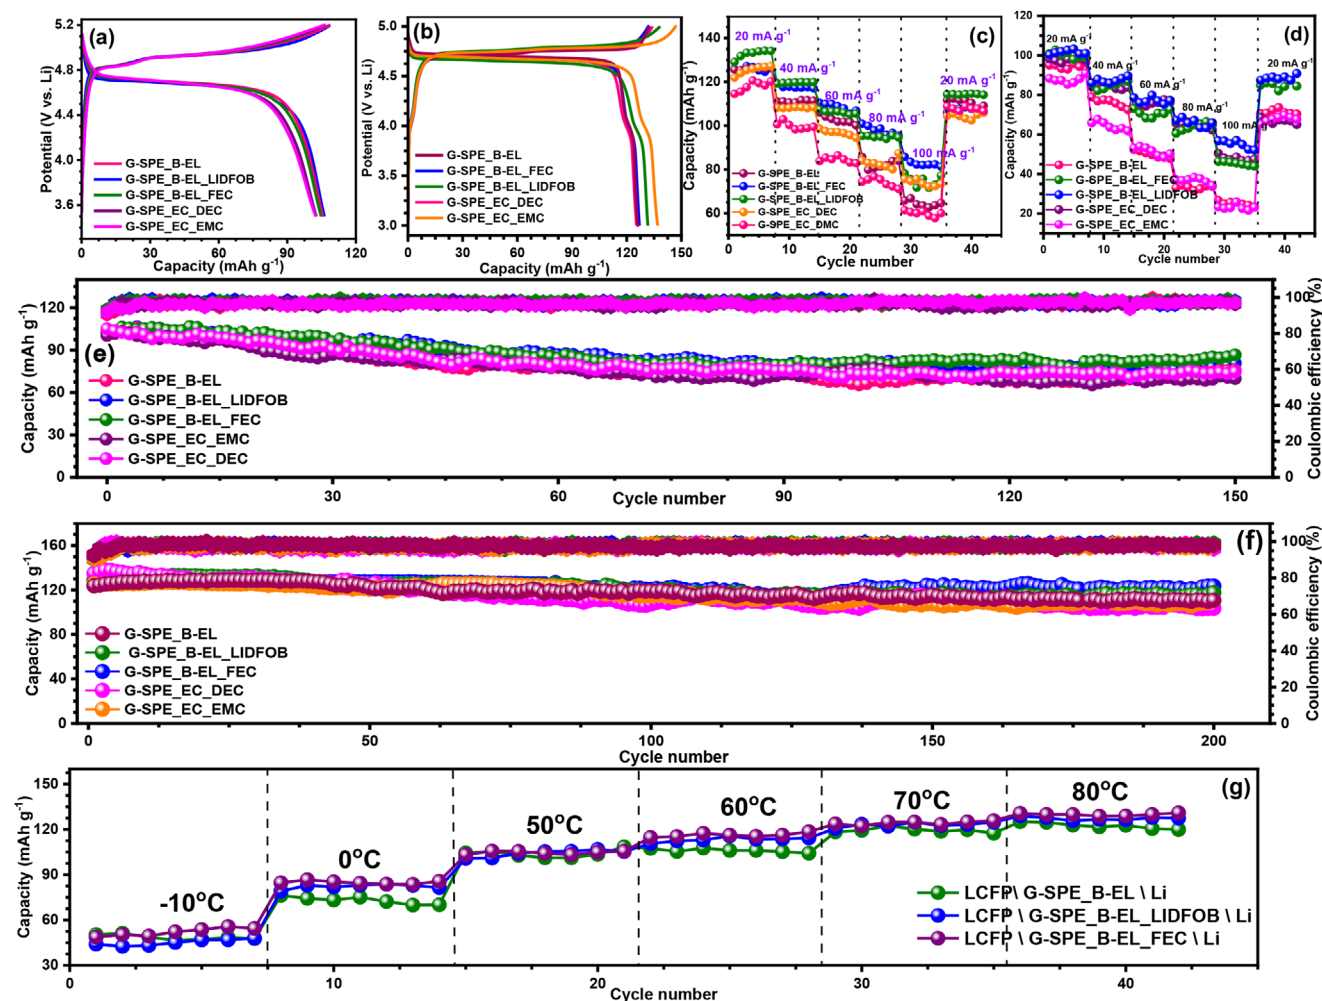 (a)
5.2
4.8
4.4
4.0
3.6
Potential (V vs. Li)
G-SPE_B-EL
G-SPE_B-EL_LIDFOB
G-SPE_B-EL_FEC
G-SPE_EC_DEC
G-SPE_EC_EMC
0 30 60 90 120
Capacity (mAh g⁻¹)
(b)
5.0
4.5
4.0
3.5
3.0
Potential (V vs. Li)
G-SPE_B-EL
G-SPE_B-EL_FEC
G-SPE_B-EL_LIDFOB
G-SPE_EC_DEC
G-SPE_EC_EMC
0 30 60 90 120 150
Capacity (mAh g⁻¹)
(c)
140
120
100
80
60
Capacity (mAh g⁻¹)
20 mA g⁻¹
40 mA g⁻¹
60 mA g⁻¹
80 mA g⁻¹
100 mA g⁻¹
20 mA g⁻¹
G-SPE_B-EL
G-SPE_B-EL_FEC
G-SPE_B-EL_LIDFOB
G-SPE_EC_DEC
G-SPE_EC_DMC
0 10 20 30 40
Cycle number
(d)
120
100
80
60
40
20
Capacity (mAh g⁻¹)
20 mA g⁻¹
40 mA g⁻¹
60 mA g⁻¹
80 mA g⁻¹
100 mA g⁻¹
20 mA g⁻¹
G-SPE_B-EL
G-SPE_B-EL_FEC
G-SPE_B-EL_LIDFOB
G-SPE_EC_DEC
G-SPE_EC_EMC
0 10 20 30 40
Cycle number
(e)
120
90
60
30
0
Capacity (mAh g⁻¹)
G-SPE_B-EL
G-SPE_B-EL_LIDFOB
G-SPE_B-EL_FEC
G-SPE_EC_EMC
G-SPE_EC_DEC
100
80
60
40
20
0
Coulombic efficiency (%)
0 30 60 90 120 150
Cycle number
(f)
160
120
80
40
0
Capacity (mAh g⁻¹)
G-SPE_B-EL
G-SPE_B-EL_LIDFOB
G-SPE_B-EL_FEC
G-SPE_EC_DEC
G-SPE_EC_EMC
100
80
60
40
20
0
Coulombic efficiency (%)
0 50 100 150 200
Cycle number
(g)
150
120
90
60
30
Capacity (mAh g⁻¹)
-10°C
0°C
50°C
60°C
70°C
80°C
LCFP\ G-SPE_B-EL \ Li
LCFP \ G-SPE_B-EL_LIDFOB \ Li
LCFP \ G-SPE_B-EL_FEC \ Li
0 10 20 30 40
Cycle number